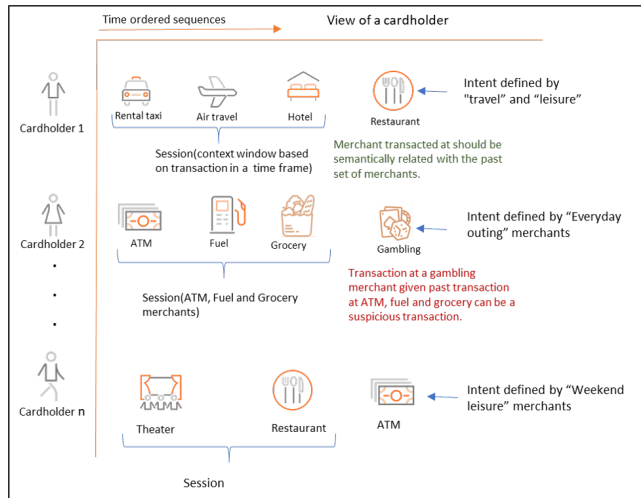 Time ordered sequences
View of a cardholder
Cardholder 1
Rental taxi
Air travel
Hotel
Restaurant
Intent defined by
"travel" and “leisure”
Session(context window based
on transaction in a time frame)
Merchant transacted at should be
semantically related with the past
set of merchants.
Cardholder 2
ATM
Fuel
Grocery
Gambling
Intent defined by “Everyday
outing” merchants
Session(ATM, Fuel and Grocery
merchants)
Transaction at a gambling
merchant given past transaction
at ATM, fuel and grocery can be a
suspicious transaction.
Cardholder n
Theater
Restaurant
ATM
Intent defined by “Weekend
leisure” merchants
Session